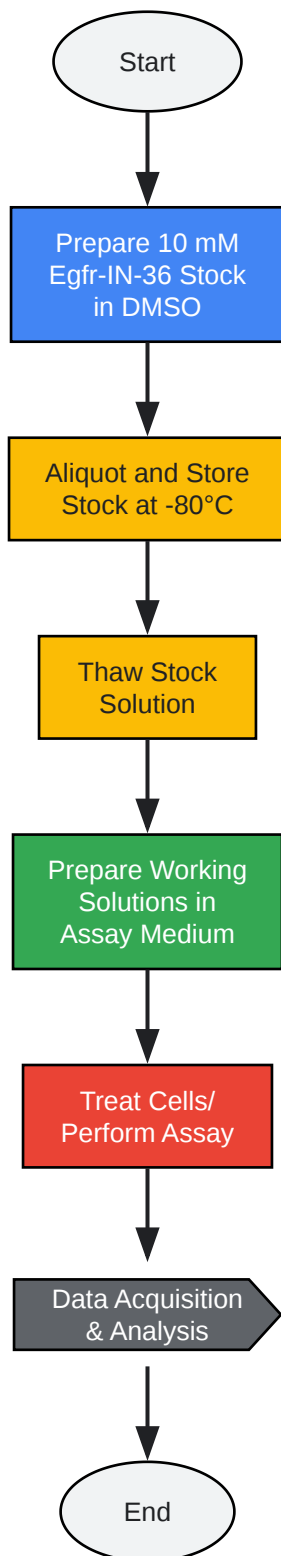 Start
Prepare 10 mM
Egfr-IN-36 Stock
in DMSO
Aliquot and Store
Stock at -80°C
Thaw Stock
Solution
Prepare Working
Solutions in
Assay Medium
Treat Cells/
Perform Assay
Data Acquisition
& Analysis
End